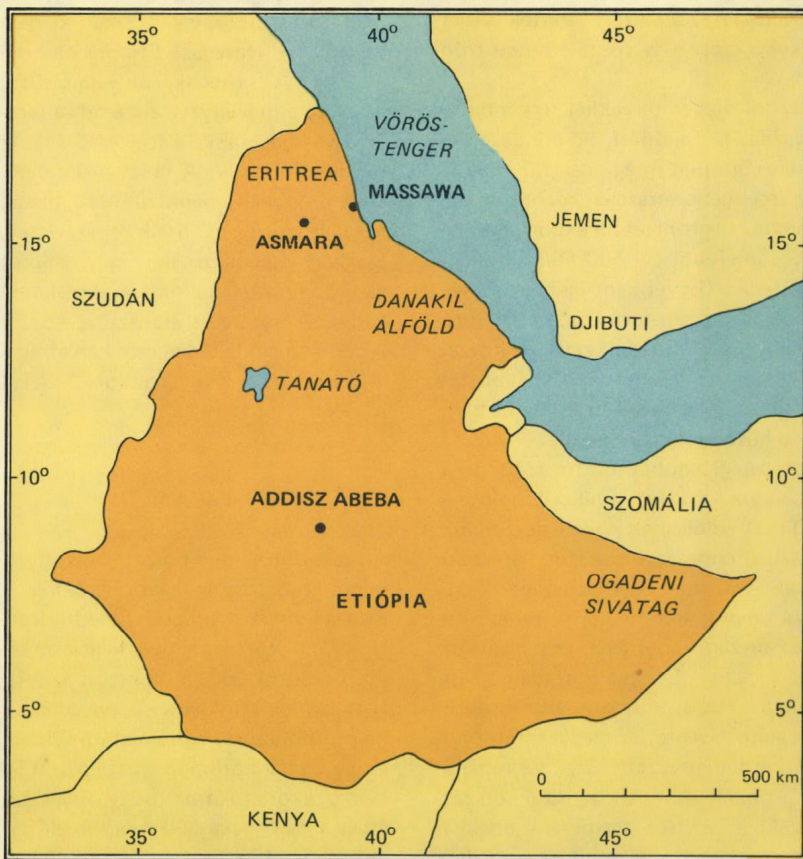 35°
40°
VÖRÖS-
TENGER
ERITREA
MASSAWA
ASMARA
JEMEN
15°
15°
SZUDÁN
DANAKIL
ALFÖLD
DJIBUTI
TANATÓ
10°
10°
ADDISZ ABEBA
SZOMÁLIA
ETIÓPIA
OGADENI
SIVATAG
5°
5°
0
500 km
KENYA
35°
40°
45°